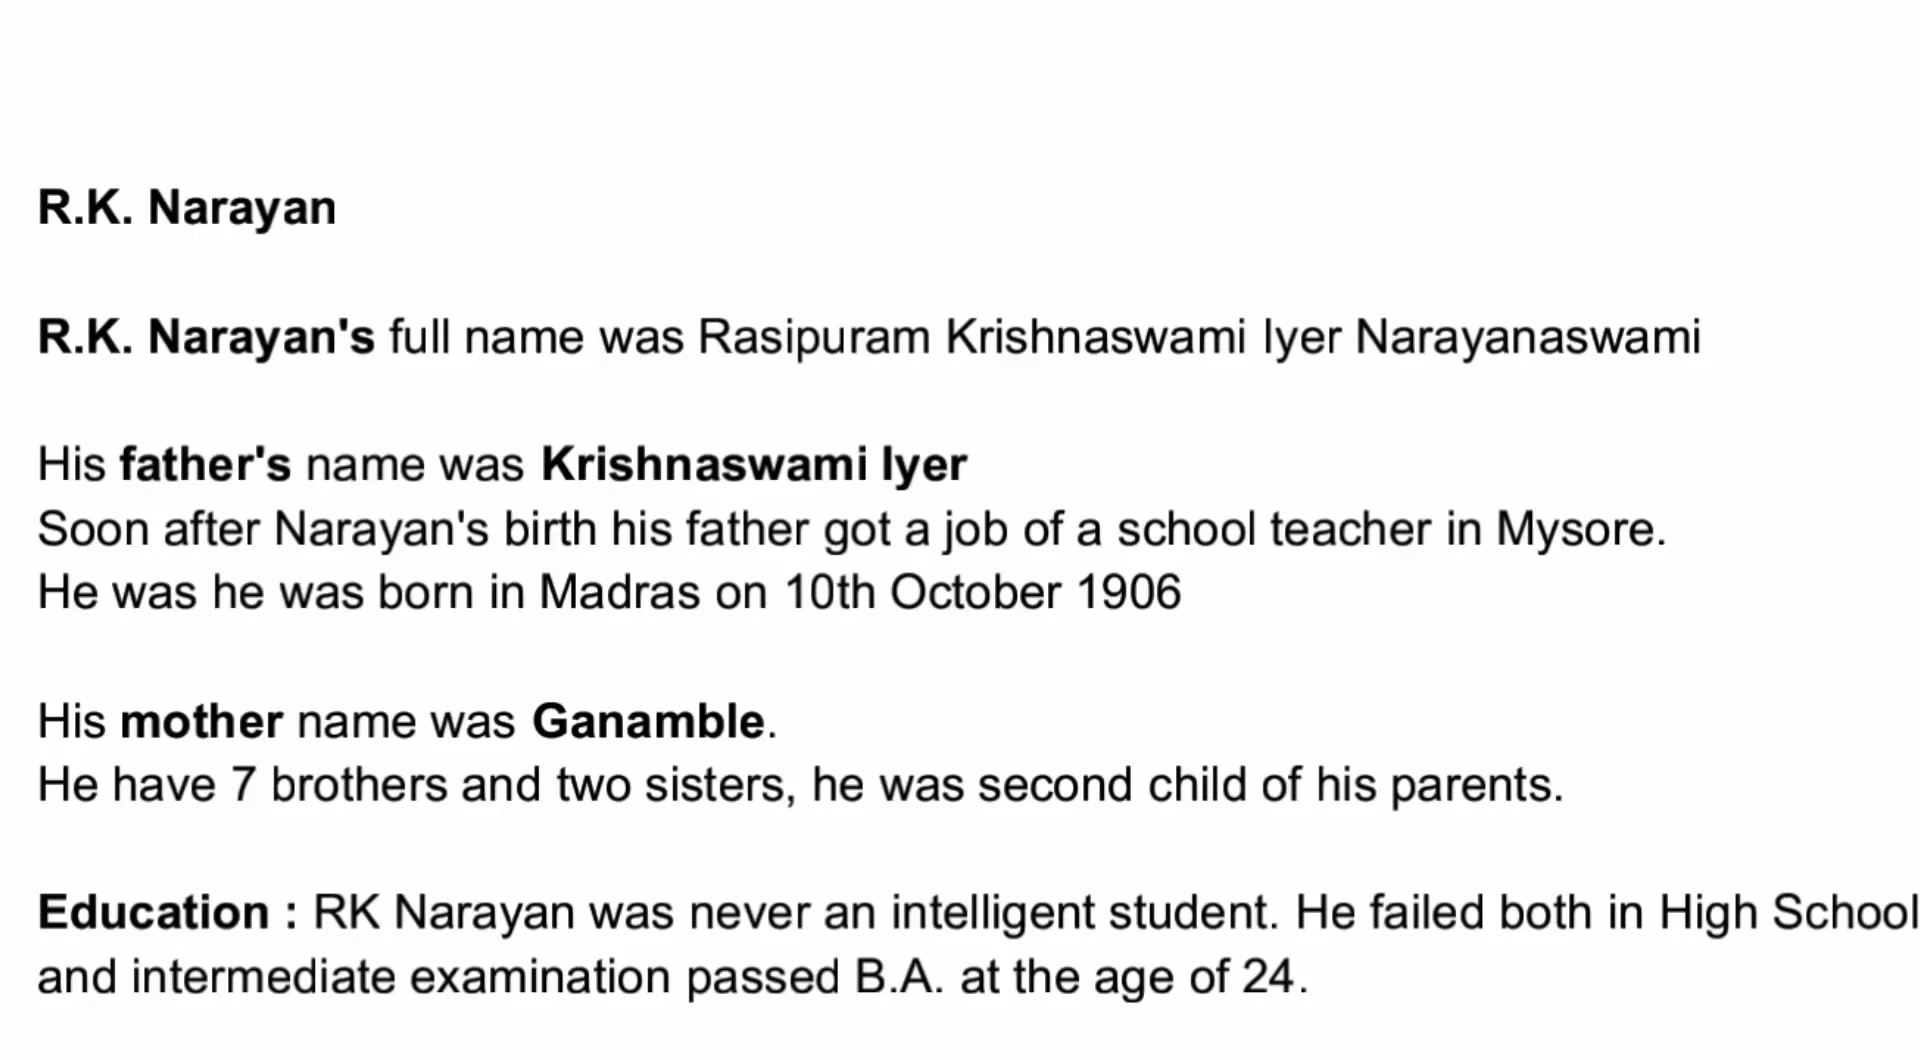 R.K. Narayan
R.K. Narayan's full name was Rasipuram Krishnaswami Iyer Narayanaswami
His father's name was Krishnaswami Iyer
Soon after Narayan's birth his father got a job of a school teacher in Mysore.
He was he was born in Madras on 10th October 1906
His mother name was Ganamble.
He have 7 brothers and two sisters, he was second child of his parents.
Education : RK Narayan was never an intelligent student. He failed both in High School
and intermediate examination passed B.A. at the age of 24.